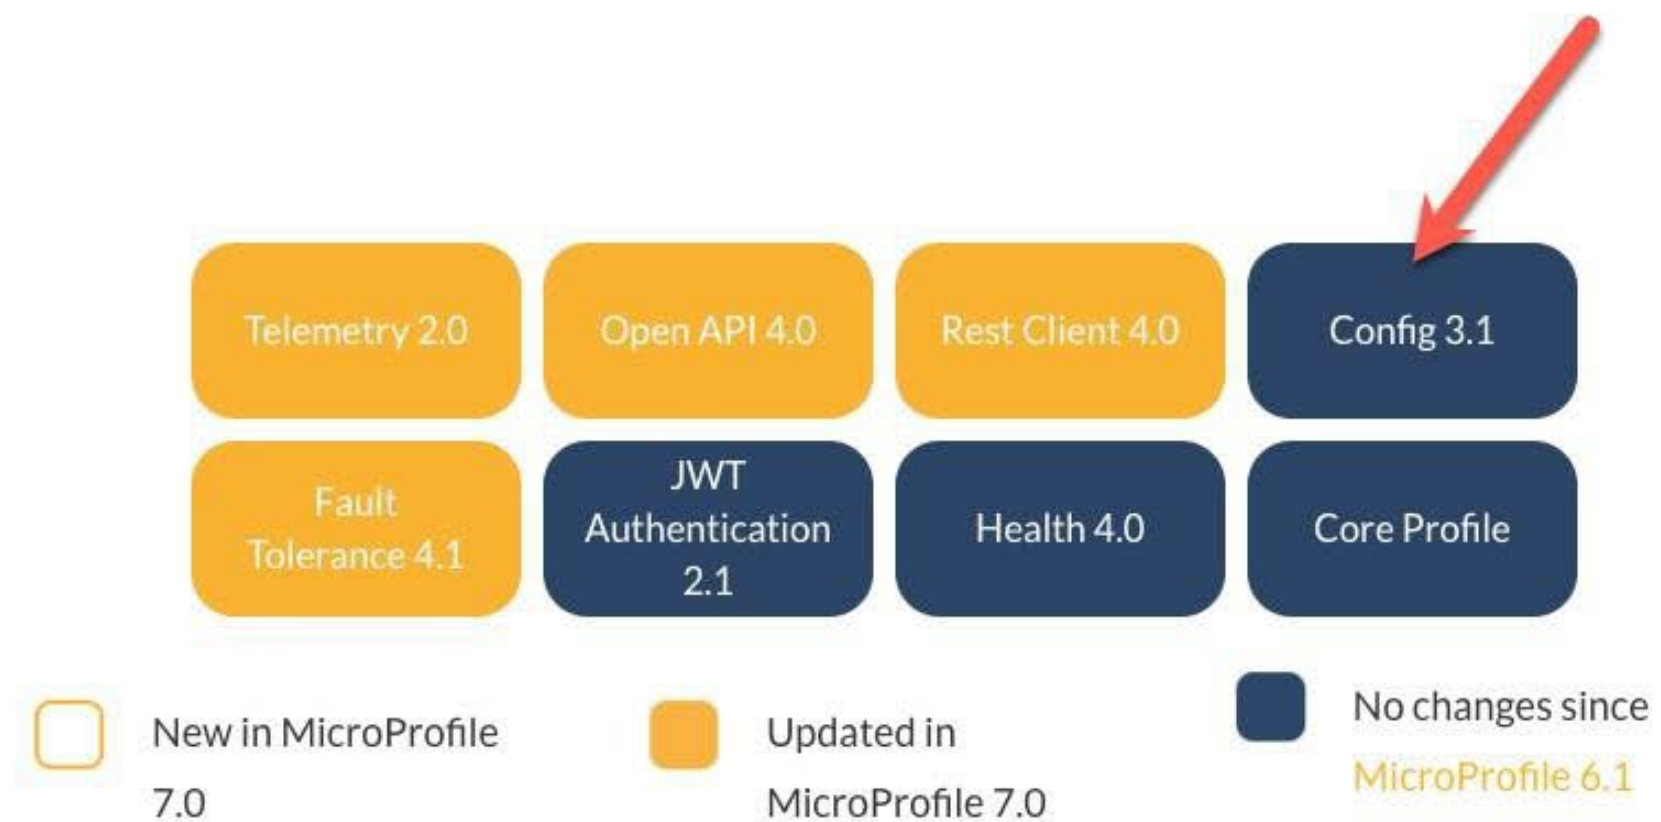 Telemetry 2.0
Open API 4.0
Rest Client 4.0
Config 3.1
Fault
Tolerance 4.1
JWT
Authentication
2.1
Health 4.0
Core Profile
New in MicroProfile
7.0
Updated in
MicroProfile 7.0
No changes since
MicroProfile 6.1